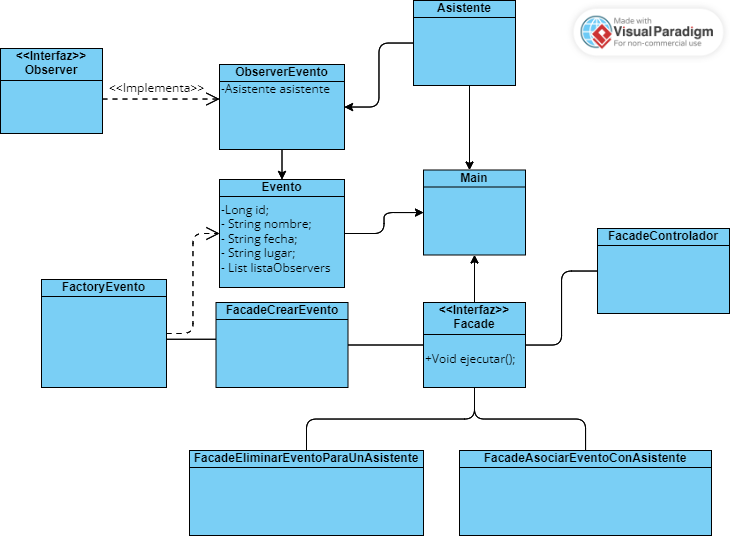 Asistente
Made with
Visual Paradigm
For non-commercial use
<<Interfaz>>
Observer
<<Implementa>>
ObserverEvento
-Asistente asistente
Evento
-Long id;
- String nombre;
- String fecha;
- String lugar;
- List listaObservers
Main
FacadeControlador
FactoryEvento
FacadeCrearEvento
<<Interfaz>>
Facade
+Void ejecutar();
FacadeEliminarEventoParaUnAsistente
FacadeAsociarEventoConAsistente